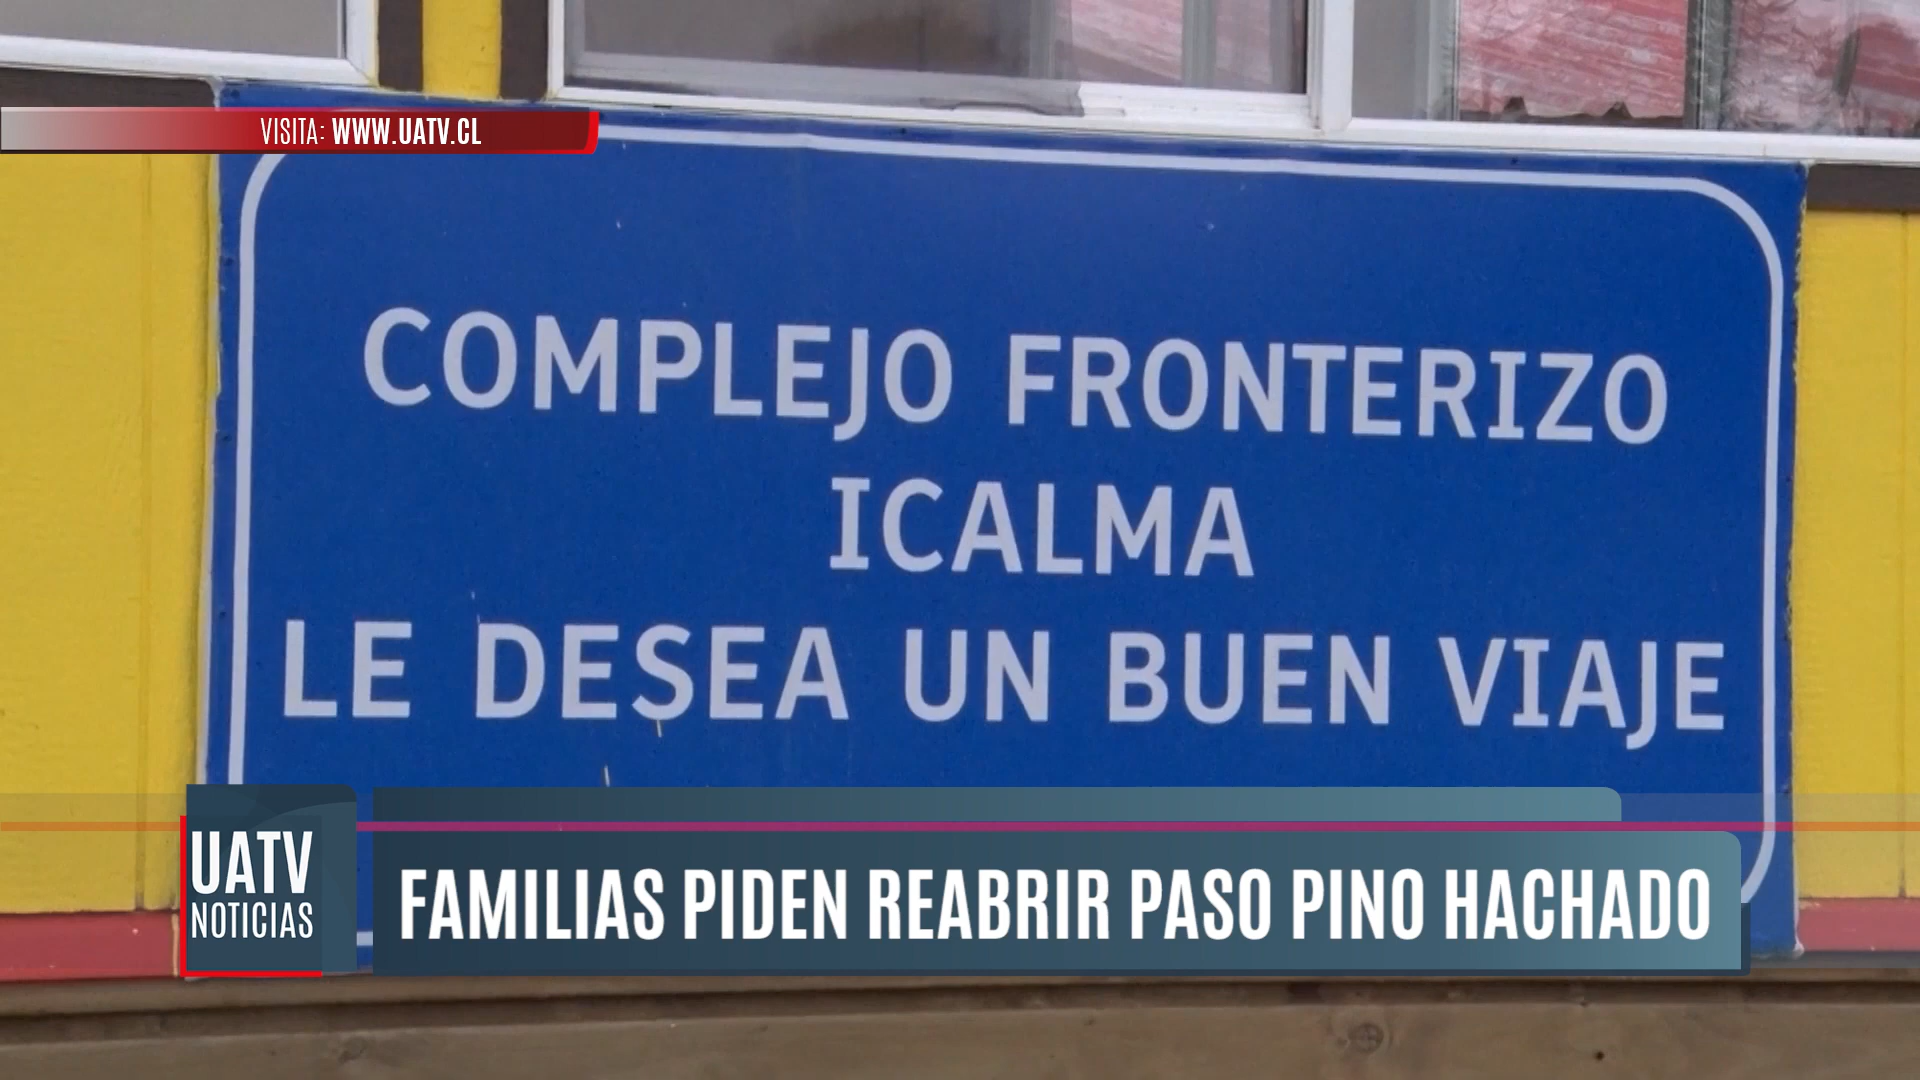 VISITA: WWW.UATV.CL
COMPLEJO FRONTERIZO
ICALMA
LE DESEA UN BUEN VIAJE
UATV
NOTICIAS
FAMILIAS PIDEN REABRIR PASO PINO HACHADO